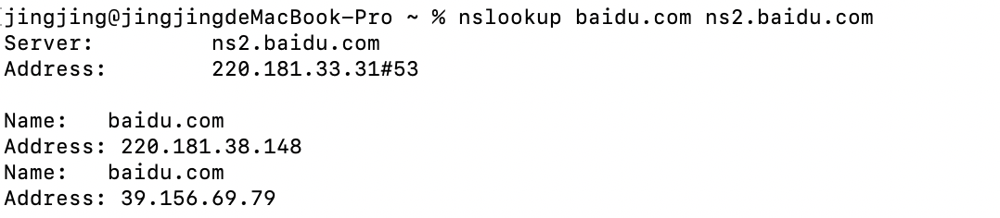 jingjing@jingjingdeMacBook-Pro ~ % nslookup baidu.com ns2.baidu.com
Server:		ns2.baidu.com
Address:	220.181.33.31#53

Name:	baidu.com
Address: 220.181.38.148
Name:	baidu.com
Address: 39.156.69.79